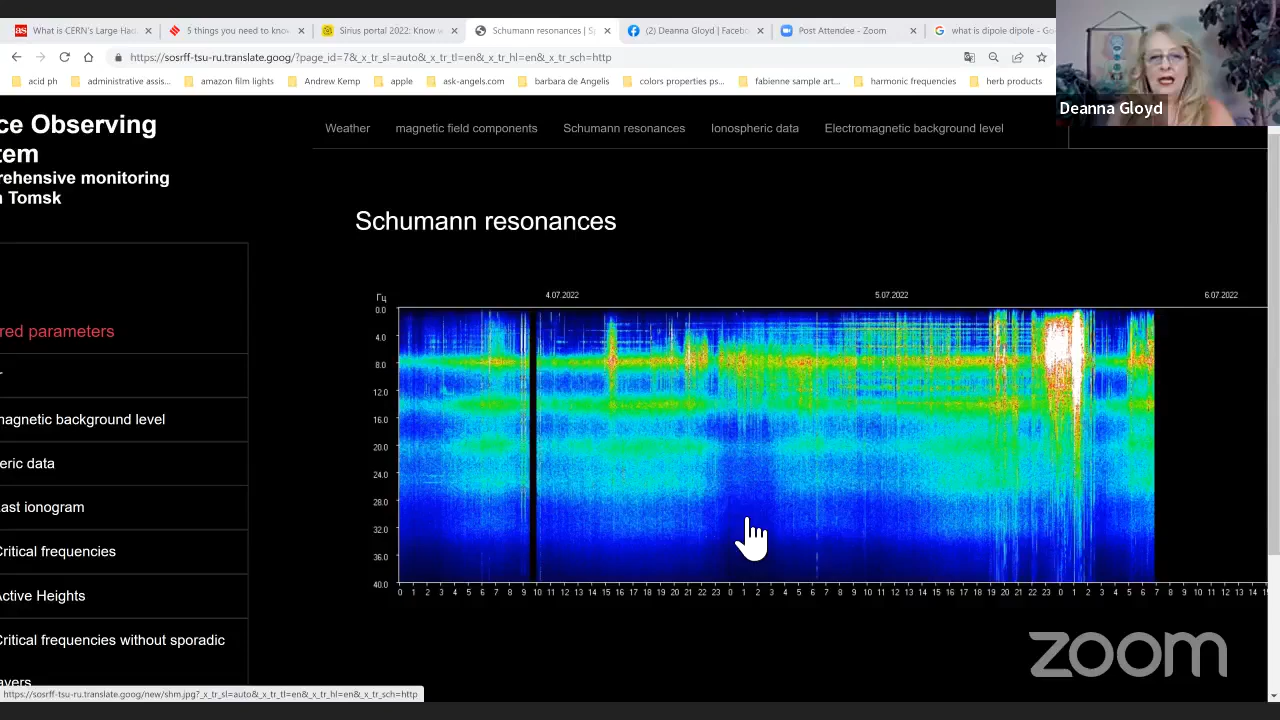 What is CERN's Large Had
5 things you need to know
Sirius portal 2022: Know w
Schumann resonances | Sp
(2) Deanna Gloyd | Facebo
Post Attendee - Zoom
what is dipole dipole - Go
https://sosrff-tsu-ru.translate.goog/?page_id=7&_x_tr_sl=auto&_x_tr_tl=en&_x_tr_hl=en&_x_tr_sch=http
acid ph
administrative assis...
amazon film lights
Andrew Kemp
apple
ask-angels.com
barbara de Angelis
colors properties ps...
fabienne sample art...
harmonic frequencies
herb products
Deanna Gloyd
ce Observing
tem
rehensive monitoring
n Tomsk
Weather
magnetic field components
Schumann resonances
Ionospheric data
Electromagnetic background level
Schumann resonances
red parameters
r
magnetic background level
eric data
Last ionogram
Critical frequencies
Active Heights
Critical frequencies without sporadic
layers
Гц
4.07.2022
5.07.2022
6.07.2022
0.0
4.0
8.0
12.0
16.0
20.0
24.0
28.0
32.0
36.0
40.0
0 1 2 3 4 5 6 7 8 9 10 11 12 13 14 15 16 17 18 19 20 21 22 23 0 1 2 3 4 5 6 7 8 9 10 11 12 13 14 15 16 17 18 19 20 21 22 23 0 1 2 3 4 5 6 7 8 9 10 11 12 13 14 15
zoom
https://sosrff-tsu-ru.translate.goog/new/shm.jpg?_x_tr_sl=auto&_x_tr_tl=en&_x_tr_hl=en&_x_tr_sch=http